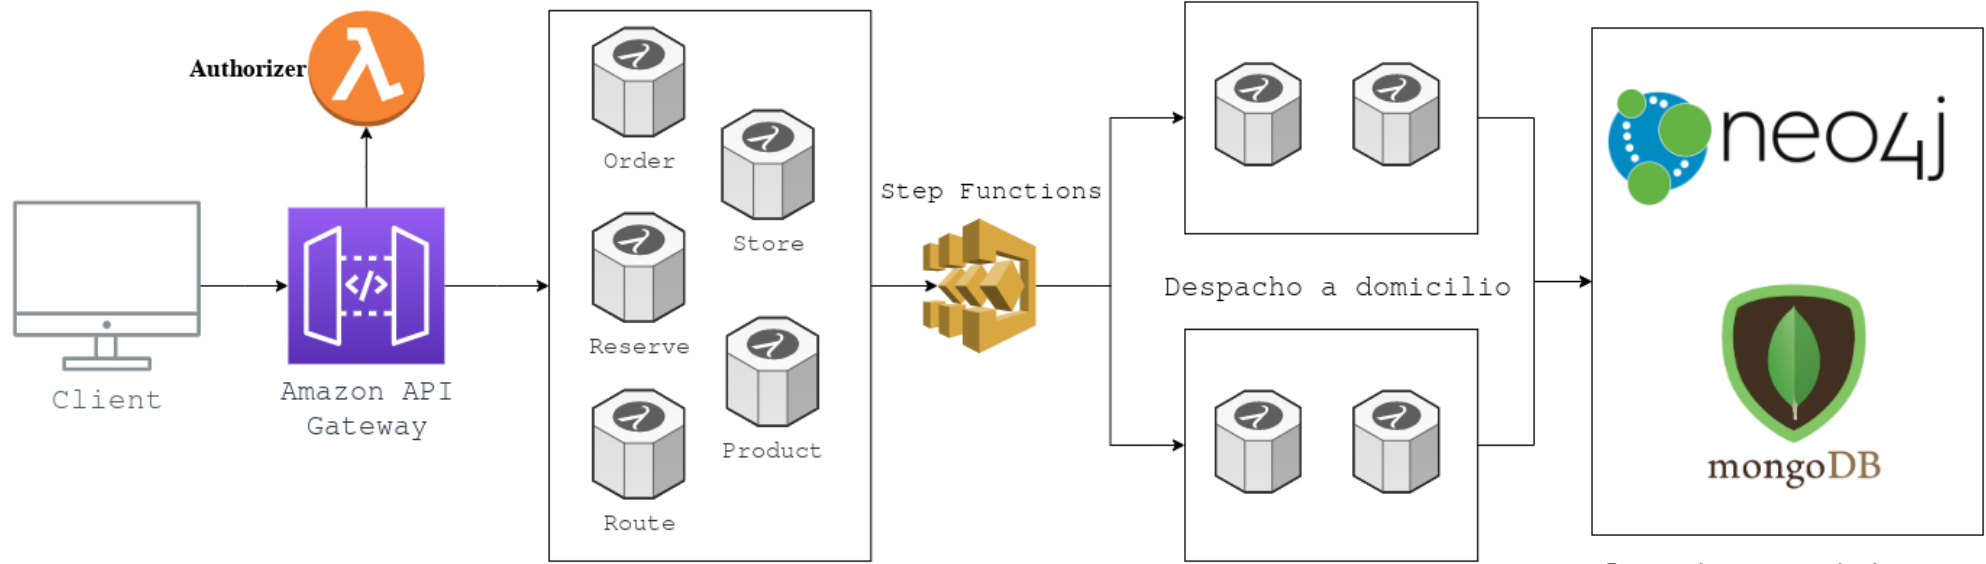 Authorizer
Client
Amazon API
Gateway
Order
Store
Reserve
Product
Route
Step Functions
Despacho a domicilio
neo4j
mongoDB